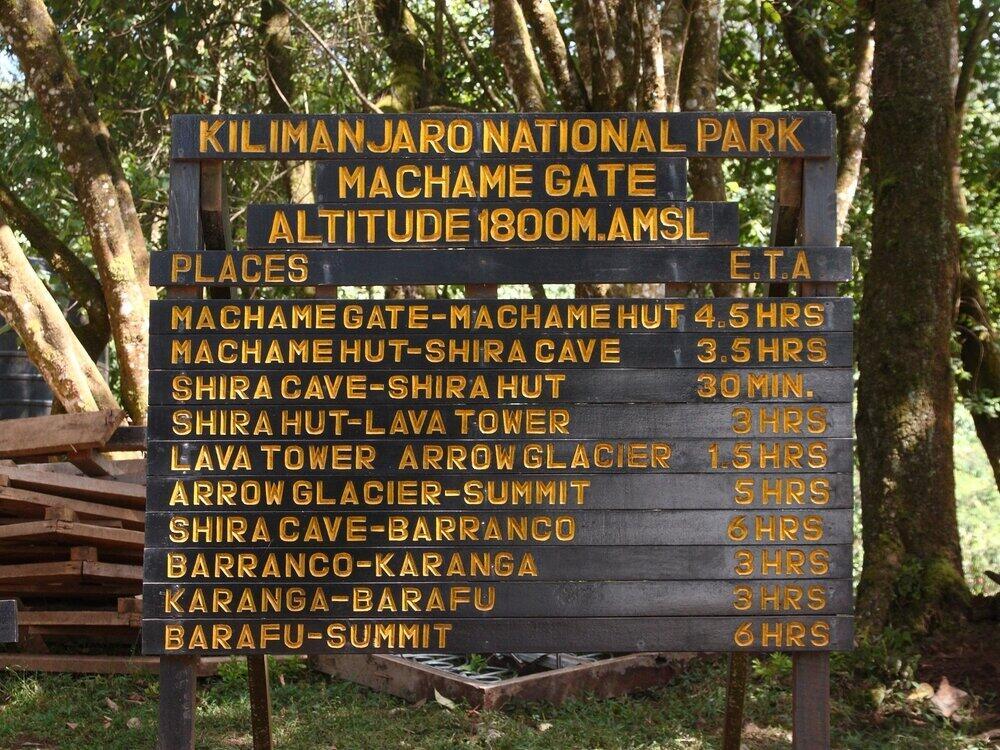 KILIMANJARO NATIONAL PARK
MACHAME GATE
ALTITUDE 1800M.AMSL
PLACES E.T.A
MACHAME GATE-MACHAME HUT 4.5 HRS
MACHAME HUT-SHIRA CAVE 3.5 HRS
SHIRA CAVE-SHIRA HUT 30 MIN.
SHIRA HUT-LAVA TOWER 3 HRS
LAVA TOWER ARROW GLACIER 1.5 HRS
ARROW GLACIER-SUMMIT 5 HRS
SHIRA CAVE-BARRANCO 6 HRS
BARRANCO-KARANGA 3 HRS
KARANGA-BARAFU 3 HRS
BARAFU-SUMMIT 6 HRS